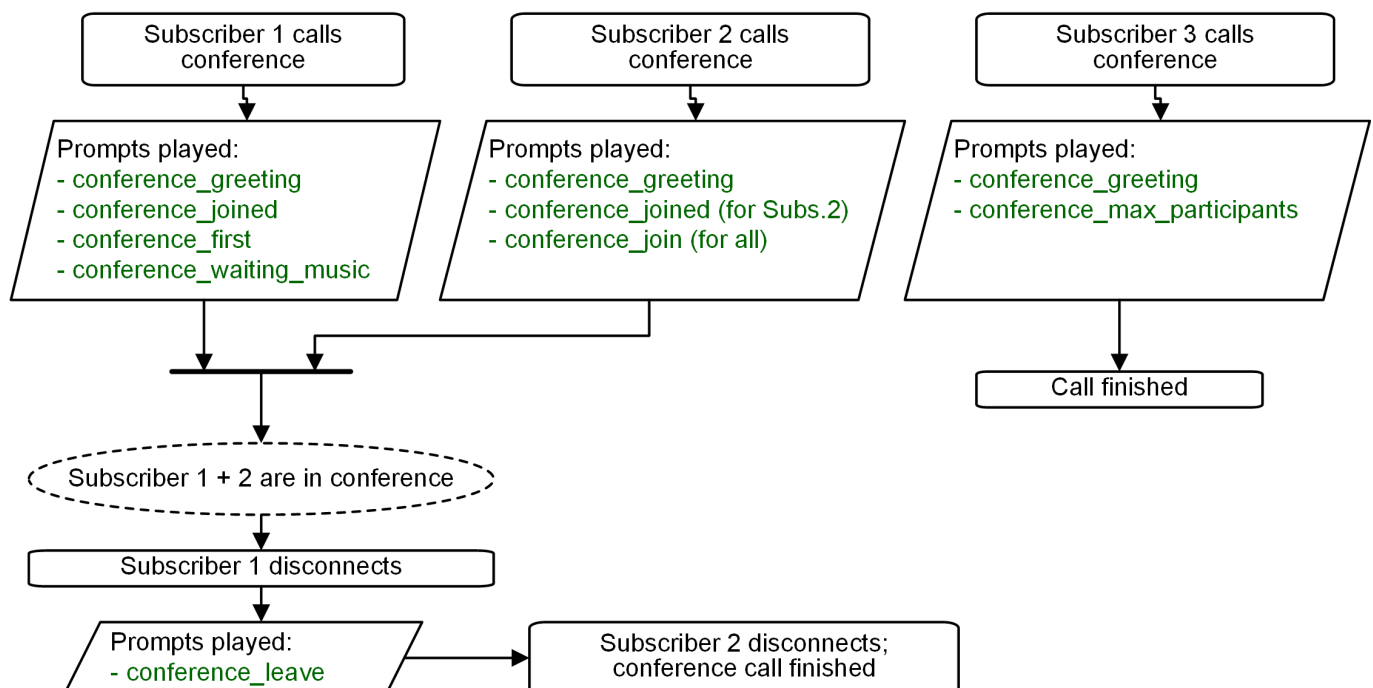 Subscriber 1 calls
conference
Subscriber 2 calls
conference
Subscriber 3 calls
conference
Prompts played:
- conference_greeting
- conference_joined
- conference_first
- conference_waiting_music
Prompts played:
- conference_greeting
- conference_joined (for Subs.2)
- conference_join (for all)
Prompts played:
- conference_greeting
- conference_max_participants
Call finished
Subscriber 1 + 2 are in conference
Subscriber 1 disconnects
Prompts played:
- conference_leave
Subscriber 2 disconnects;
conference call finished